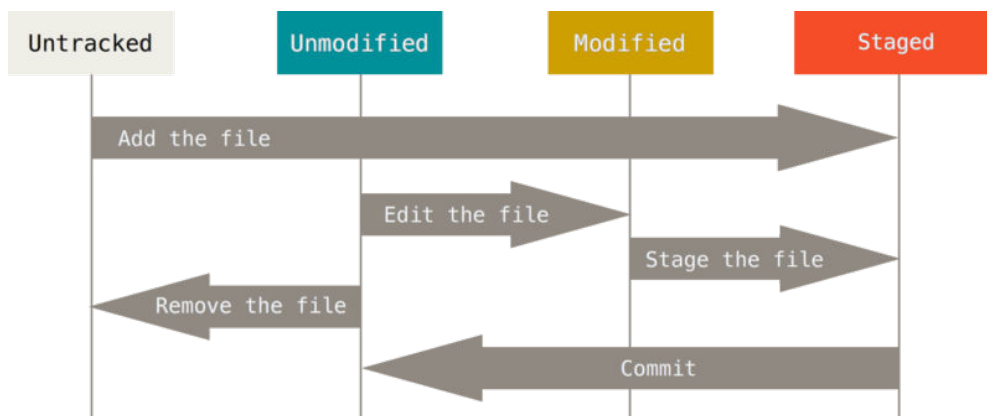 Untracked
Unmodified
Modified
Staged
Add the file
Edit the file
Stage the file
Remove the file
Commit